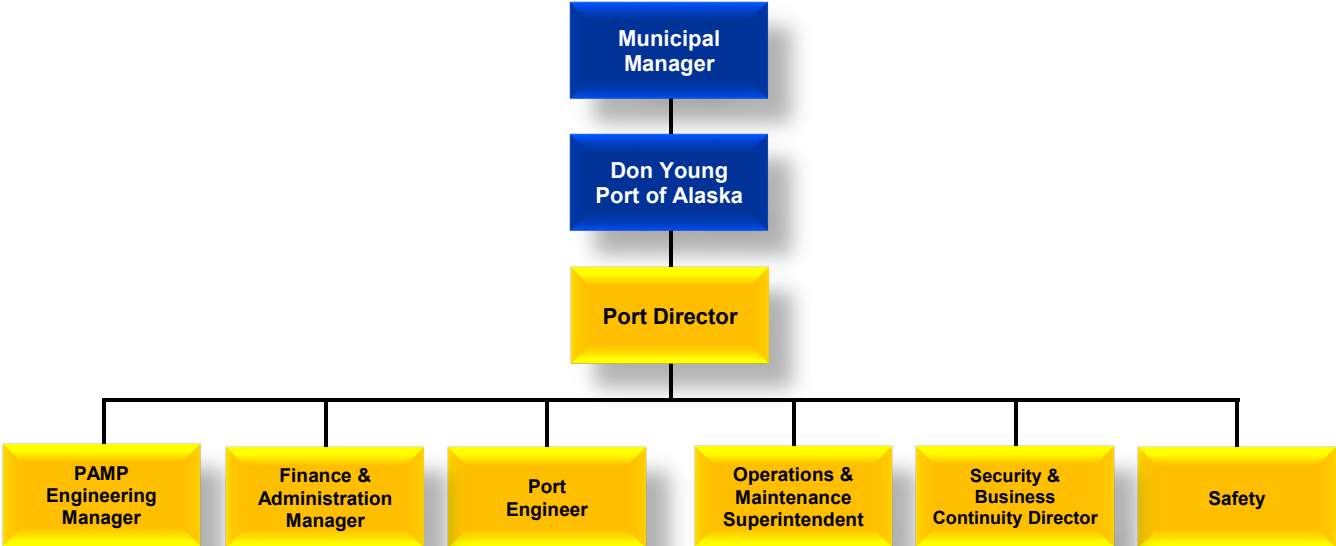 Municipal
Manager
Don Young
Port of Alaska
Port Director
PAMP
Engineering
Manager
Finance &
Administration
Manager
Port
Engineer
Operations &
Maintenance
Superintendent
Security &
Business
Continuity Director
Safety